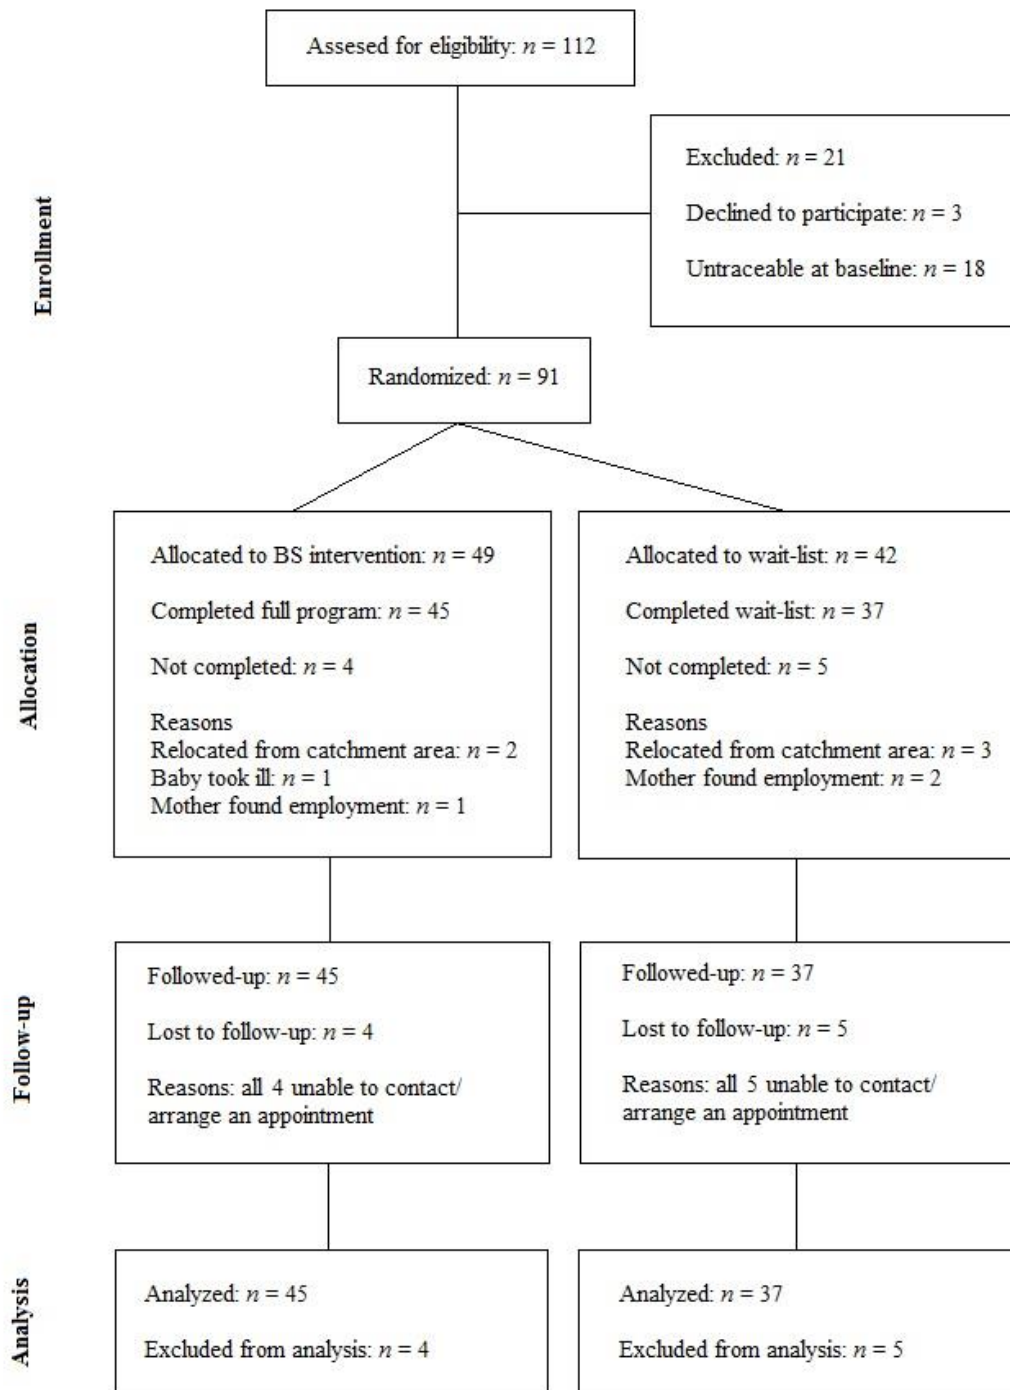 Assesed for eligibility: n = 112
Enrollment
Excluded: n = 21
Declined to participate: n = 3
Untraceable at baseline: n = 18
Randomized: n = 91
Allocation
Allocated to BS intervention: n = 49
Completed full program: n = 45
Not completed: n = 4
Reasons
Relocated from catchment area: n = 2
Baby took ill: n = 1
Mother found employment: n = 1
Allocated to wait-list: n = 42
Completed wait-list: n = 37
Not completed: n = 5
Reasons
Relocated from catchment area: n = 3
Mother found employment: n = 2
Follow-up
Followed-up: n = 45
Lost to follow-up: n = 4
Reasons: all 4 unable to contact/
arrange an appointment
Followed-up: n = 37
Lost to follow-up: n = 5
Reasons: all 5 unable to contact/
arrange an appointment
Analysis
Analyzed: n = 45
Excluded from analysis: n = 4
Analyzed: n = 37
Excluded from analysis: n = 5